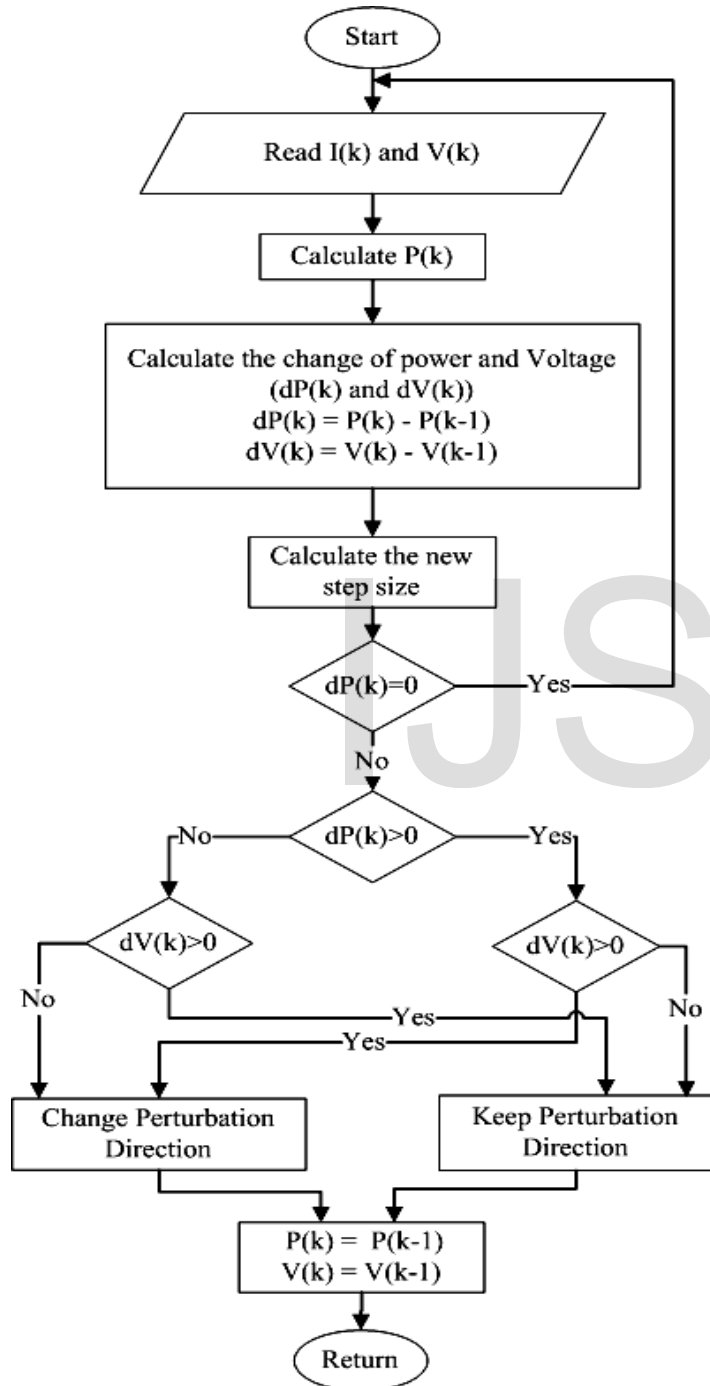 Start
Read I(k) and V(k)
Calculate P(k)
Calculate the change of power and Voltage
(dP(k) and dV(k))
dP(k) = P(k) - P(k-1)
dV(k) = V(k) - V(k-1)
Calculate the new
step size
dP(k)=0
Yes
No
dP(k)>0
No
Yes
dV(k)>0
dV(k)>0
No
Yes
No
Yes
Change Perturbation
Direction
Keep Perturbation
Direction
P(k) = P(k-1)
V(k) = V(k-1)
Return
IJS